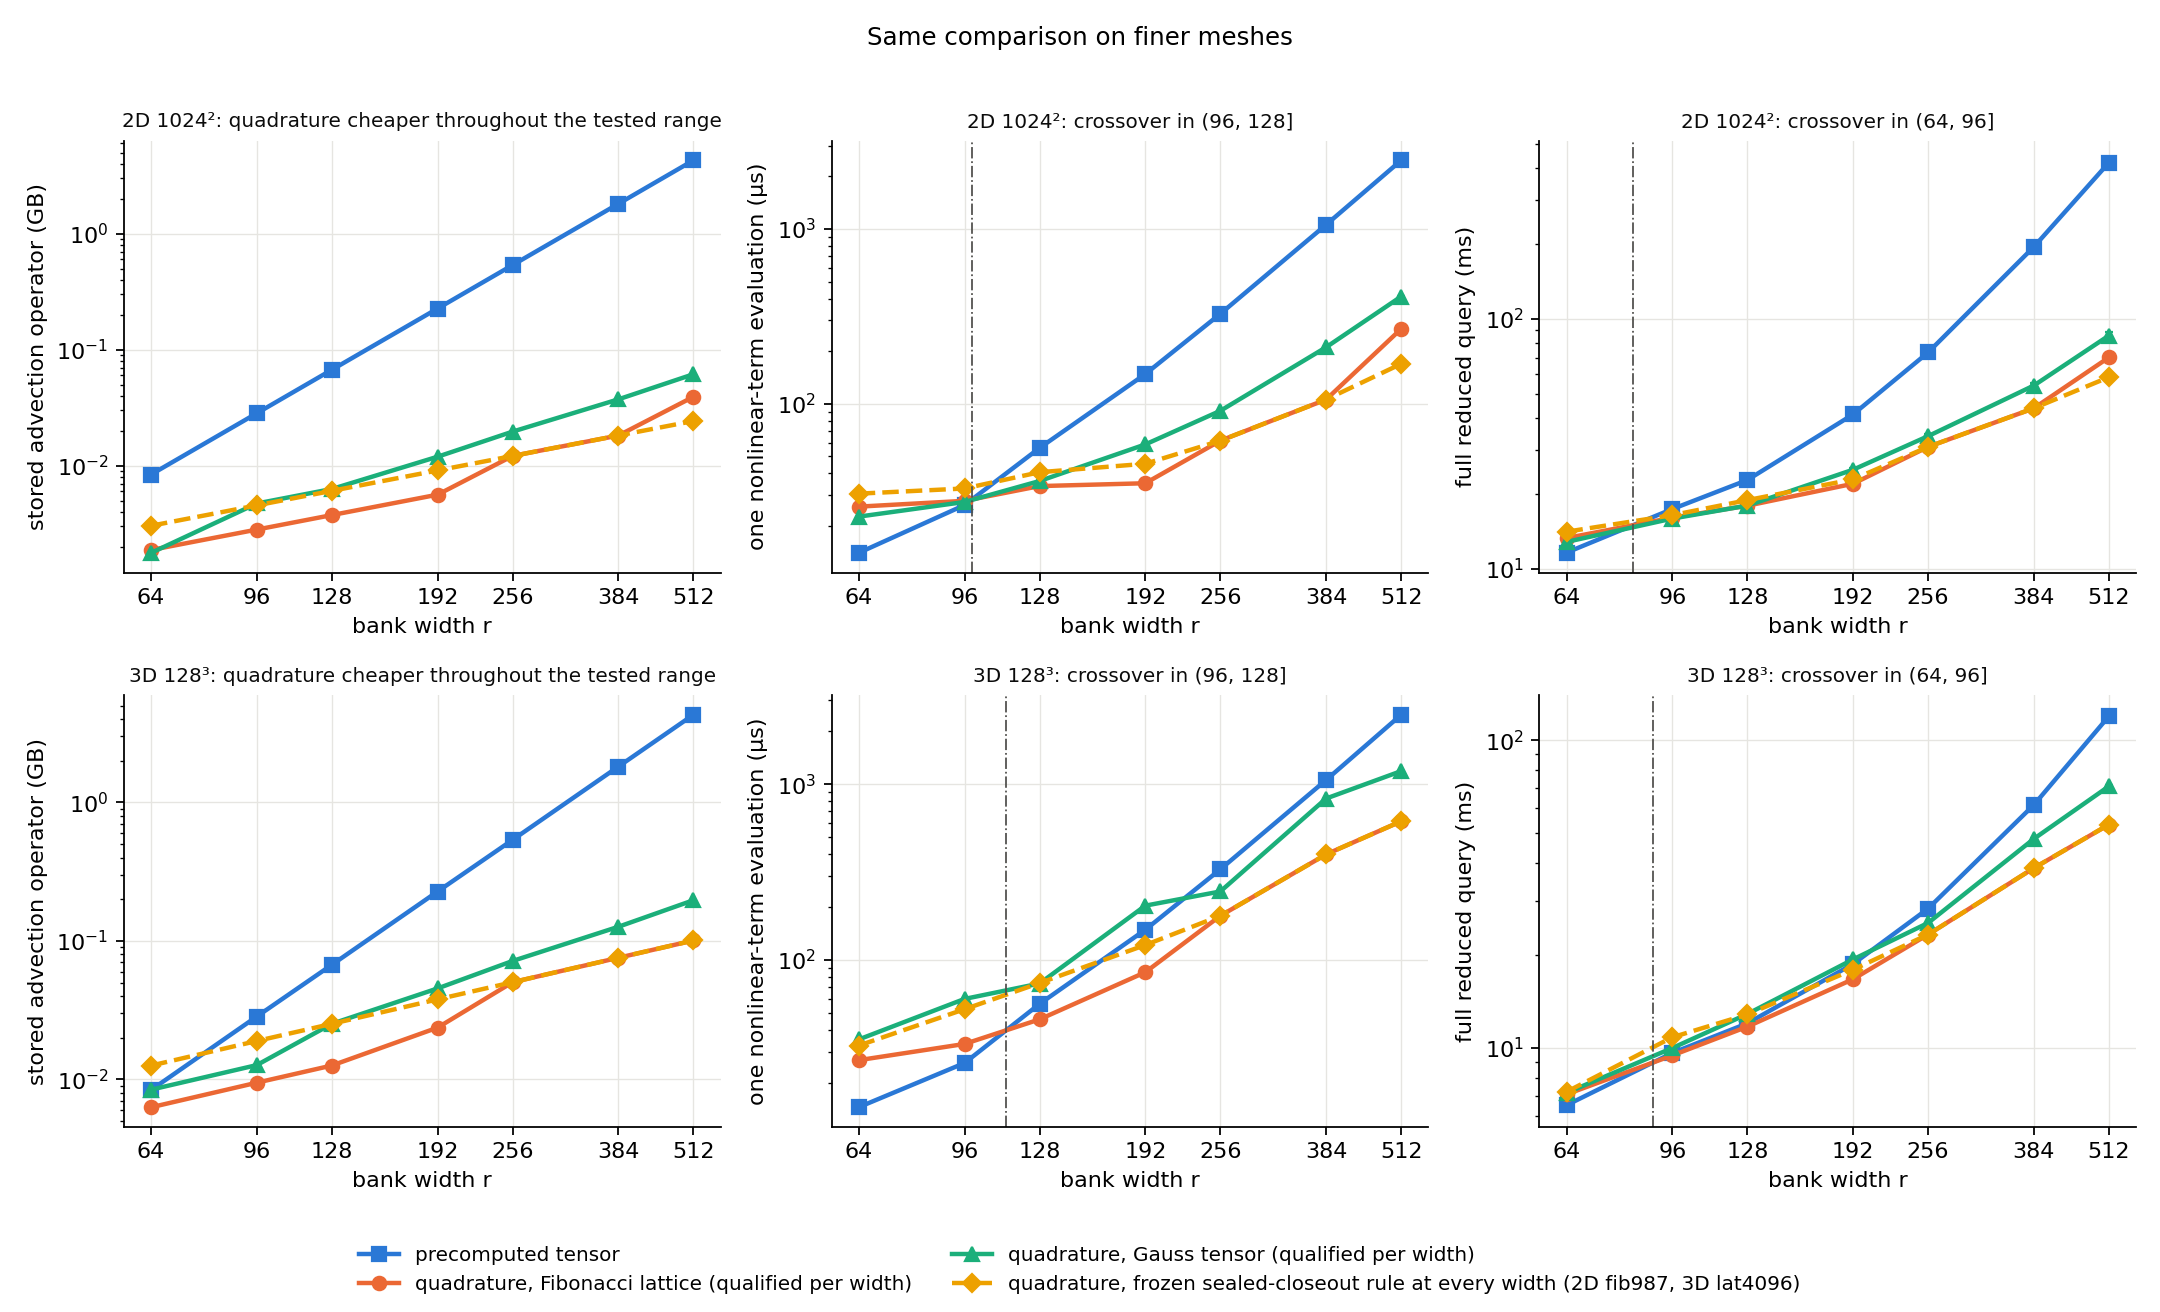 Same comparison on finer meshes
2D 1024²: quadrature cheaper throughout the tested range
stored advection operator (GB)
10⁰
10⁻¹
10⁻²
64 96 128 192 256 384 512
bank width r
2D 1024²: crossover in (96, 128]
one nonlinear-term evaluation (µs)
10³
10²
64 96 128 192 256 384 512
bank width r
2D 1024²: crossover in (64, 96]
full reduced query (ms)
10²
10¹
64 96 128 192 256 384 512
bank width r
3D 128³: quadrature cheaper throughout the tested range
stored advection operator (GB)
10⁰
10⁻¹
10⁻²
64 96 128 192 256 384 512
bank width r
3D 128³: crossover in (96, 128]
one nonlinear-term evaluation (µs)
10³
10²
64 96 128 192 256 384 512
bank width r
3D 128³: crossover in (64, 96]
full reduced query (ms)
10²
10¹
64 96 128 192 256 384 512
bank width r
precomputed tensor
quadrature, Fibonacci lattice (qualified per width)
quadrature, Gauss tensor (qualified per width)
quadrature, frozen sealed-closeout rule at every width (2D fib987, 3D lat4096)